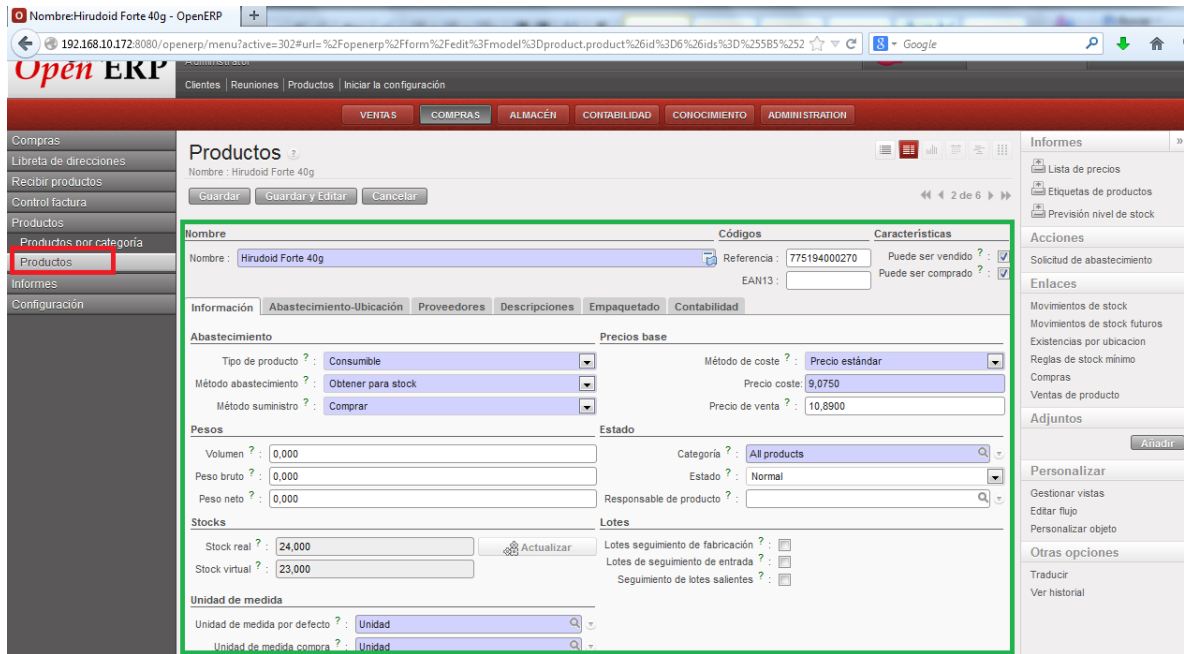 Nombre:Hirudoid Forte 40g - OpenERP
192.168.10.172:8080/openerp/menu?active=302#url=%2Fopenerp%2Fform%2Fedit%3Fmodel%3Dproduct.product%26id%3D6%26ids%3D%255B5%252
Google
Open ERP
Administrator
Clientes | Reuniones | Productos | Iniciar la configuración
VENTAS COMPRAS ALMACÉN CONTABILIDAD CONOCIMIENTO ADMINISTRATION
Compras
Libreta de direcciones
Recibir productos
Control factura
Productos
Productos por categoría
Productos
Informes
Configuración
Productos ?
Nombre : Hirudoid Forte 40g
Guardar Guardar y Editar Cancelar
2 de 6
Nombre
Nombre : Hirudoid Forte 40g
Códigos
Referencia : 775194000270
EAN13 :
Características
Puede ser vendido ? :
Puede ser comprado ? :
Información Abastecimiento-Ubicación Proveedores Descripciones Empaquetado Contabilidad
Abastecimiento
Tipo de producto ? : Consumible
Método abastecimiento ? : Obtener para stock
Método suministro ? : Comprar
Precios base
Método de coste ? : Precio estándar
Precio coste: 9,0750
Precio de venta ? : 10,8900
Pesos
Volumen ? : 0,000
Peso bruto ? : 0,000
Peso neto ? : 0,000
Estado
Categoría ? : All products
Estado ? : Normal
Responsable de producto ? :
Stocks
Stock real ? : 24,000
Actualizar
Stock virtual ? : 23,000
Lotes
Lotes seguimiento de fabricación ? :
Lotes de seguimiento de entrada ? :
Seguimiento de lotes salientes ? :
Unidad de medida
Unidad de medida por defecto ? : Unidad
Unidad de medida compra ? : Unidad
Informes
Lista de precios
Etiquetas de productos
Previsión nivel de stock
Acciones
Solicitud de abastecimiento
Enlaces
Movimientos de stock
Movimientos de stock futuros
Existencias por ubicacion
Reglas de stock mínimo
Compras
Ventas de producto
Adjuntos
Añadir
Personalizar
Gestionar vistas
Editar flujo
Personalizar objeto
Otras opciones
Traducir
Ver historial